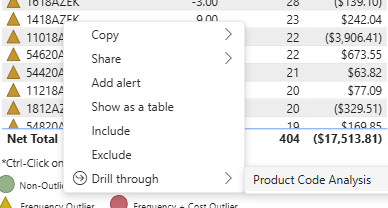 1618AZEK -3.00 28 ($139.10)
1418AZEK 9.00 23 $242.04
11018A 22 ($3,906.41)
54620A 22 $673.55
54420A 21 $63.82
11218A 20 $77.09
1812AZ 20 ($329.51)
54820A 19 $169.85
Net Total 404 ($17,513.81)
*Ctrl-Click on
Non-Outli
Frequency Outlier Frequency + Cost Outlier
Copy
Share
Add alert
Show as a table
Include
Exclude
Drill through
Product Code Analysis